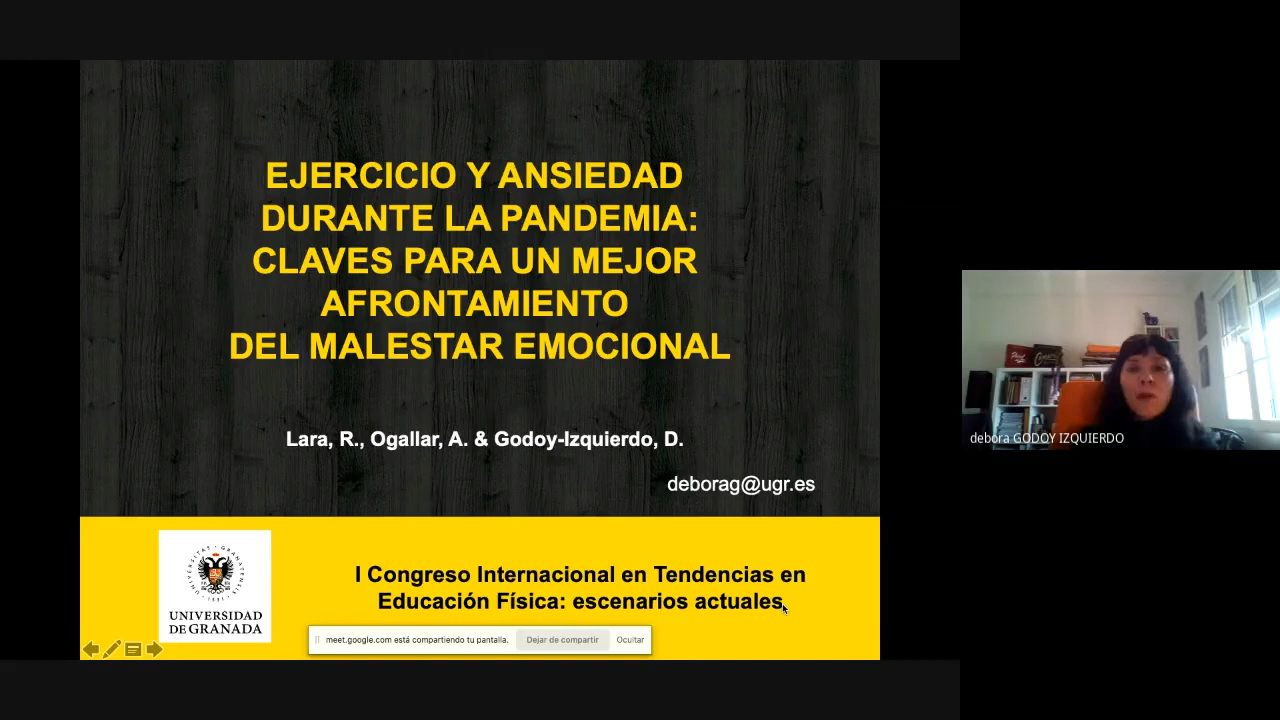 EJERCICIO Y ANSIEDAD
DURANTE LA PANDEMIA:
CLAVES PARA UN MEJOR
AFRONTAMIENTO
DEL MALESTAR EMOCIONAL
Lara, R., Ogallar, A. & Godoy-Izquierdo, D.
deborag@ugr.es
UNIVERSIDAD
DE GRANADA
I Congreso Internacional en Tendencias en
Educación Física: escenarios actuales
meet.google.com está compartiendo tu pantalla.
Dejar de compartir
Ocultar
debora GODOY IZQUIERDO